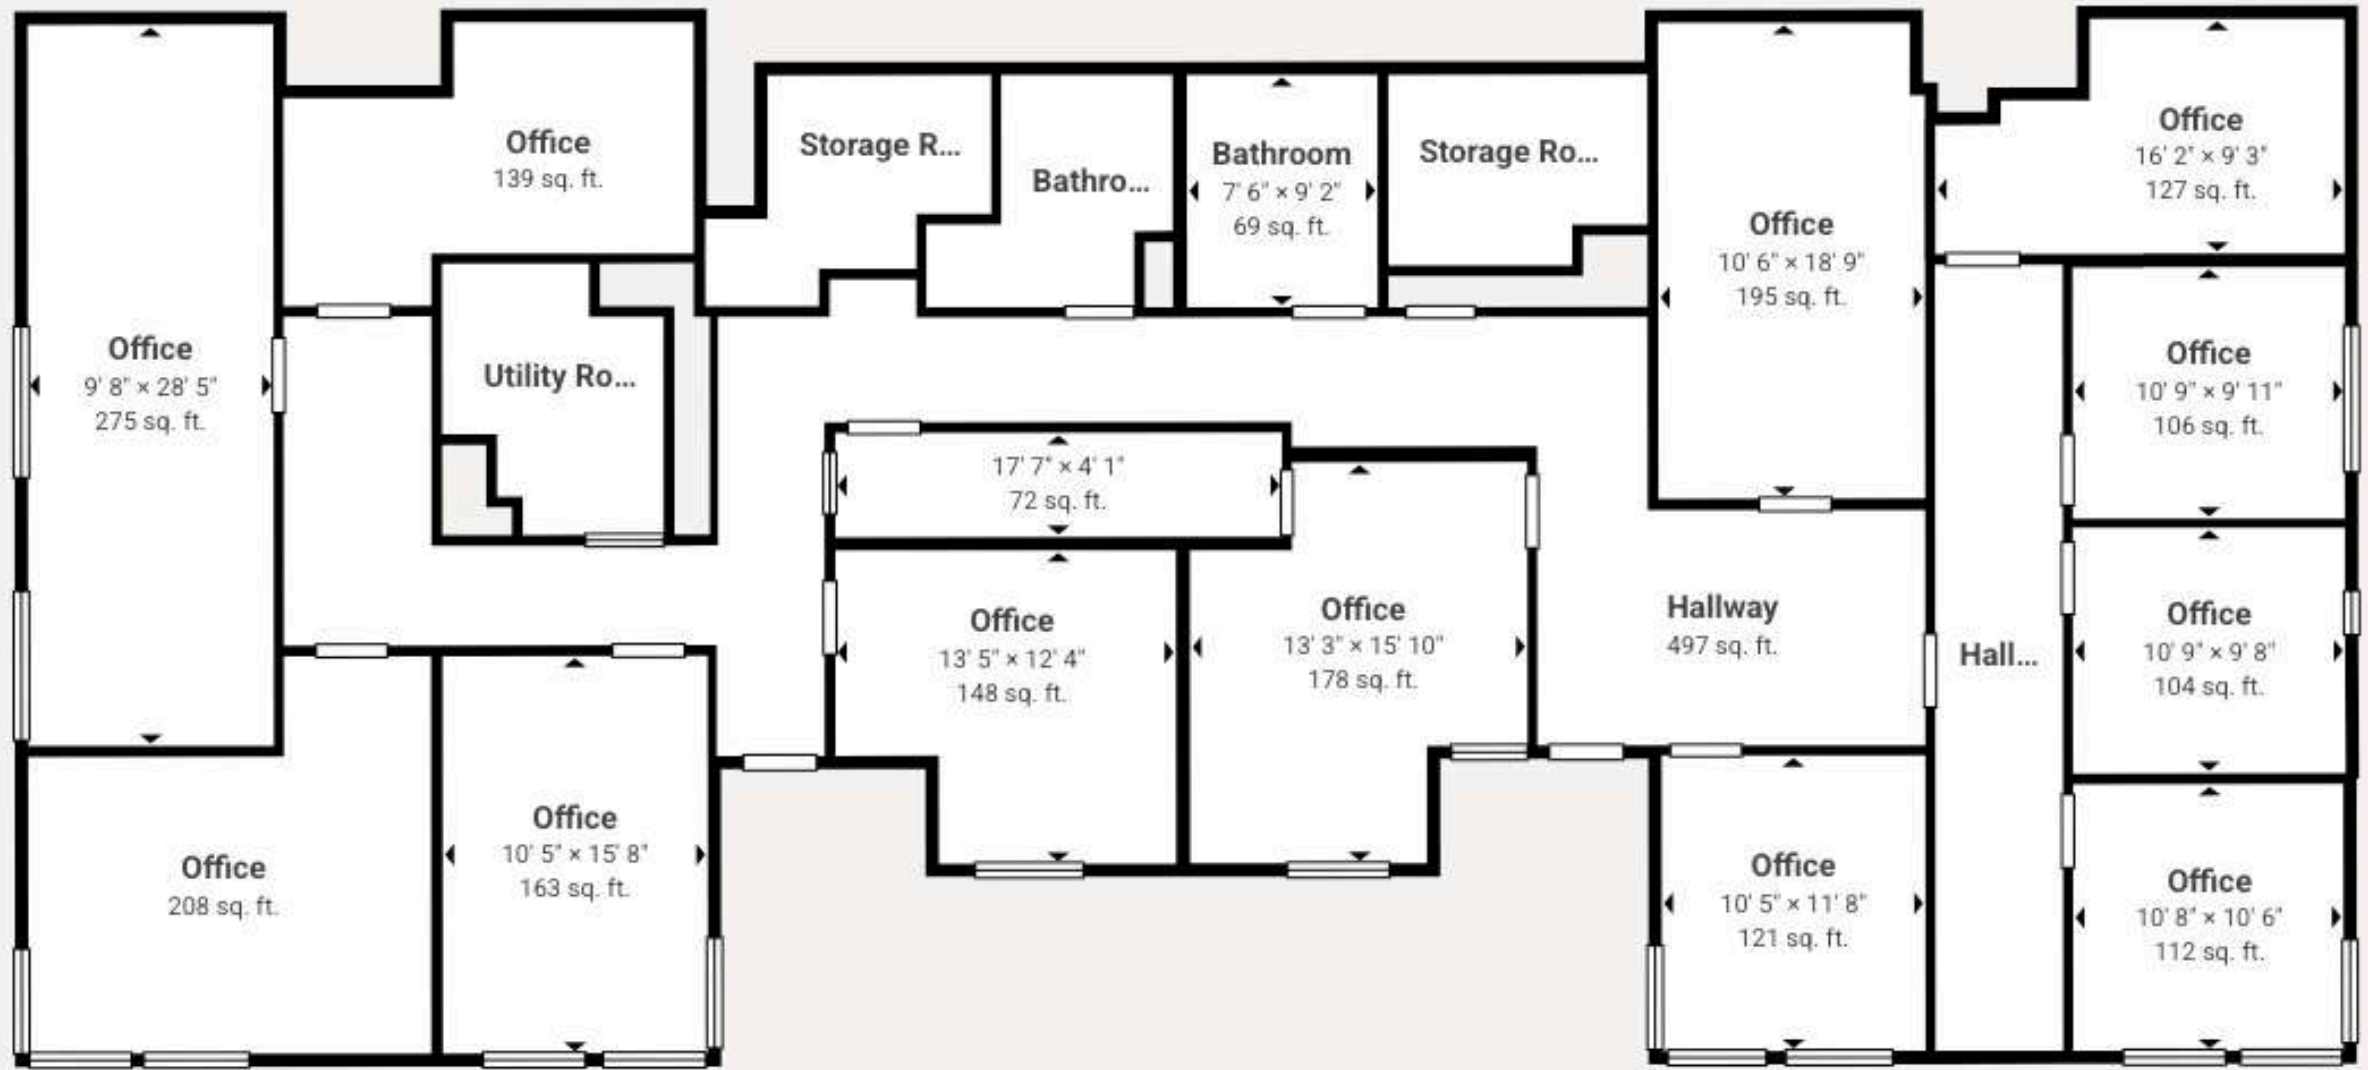 Office
9' 8" × 28' 5"
275 sq. ft.
Office
139 sq. ft.
Utility Ro...
Storage R...
Bathro...
Bathroom
7' 6" × 9' 2"
69 sq. ft.
Storage Ro...
Office
10' 6" × 18' 9"
195 sq. ft.
Office
16' 2" × 9' 3"
127 sq. ft.
Office
10' 9" × 9' 11"
106 sq. ft.
17' 7" × 4' 1"
72 sq. ft.
Office
13' 5" × 12' 4"
148 sq. ft.
Office
13' 3" × 15' 10"
178 sq. ft.
Hallway
497 sq. ft.
Hall...
Office
10' 9" × 9' 8"
104 sq. ft.
Office
208 sq. ft.
Office
10' 5" × 15' 8"
163 sq. ft.
Office
10' 5" × 11' 8"
121 sq. ft.
Office
10' 8" × 10' 6"
112 sq. ft.